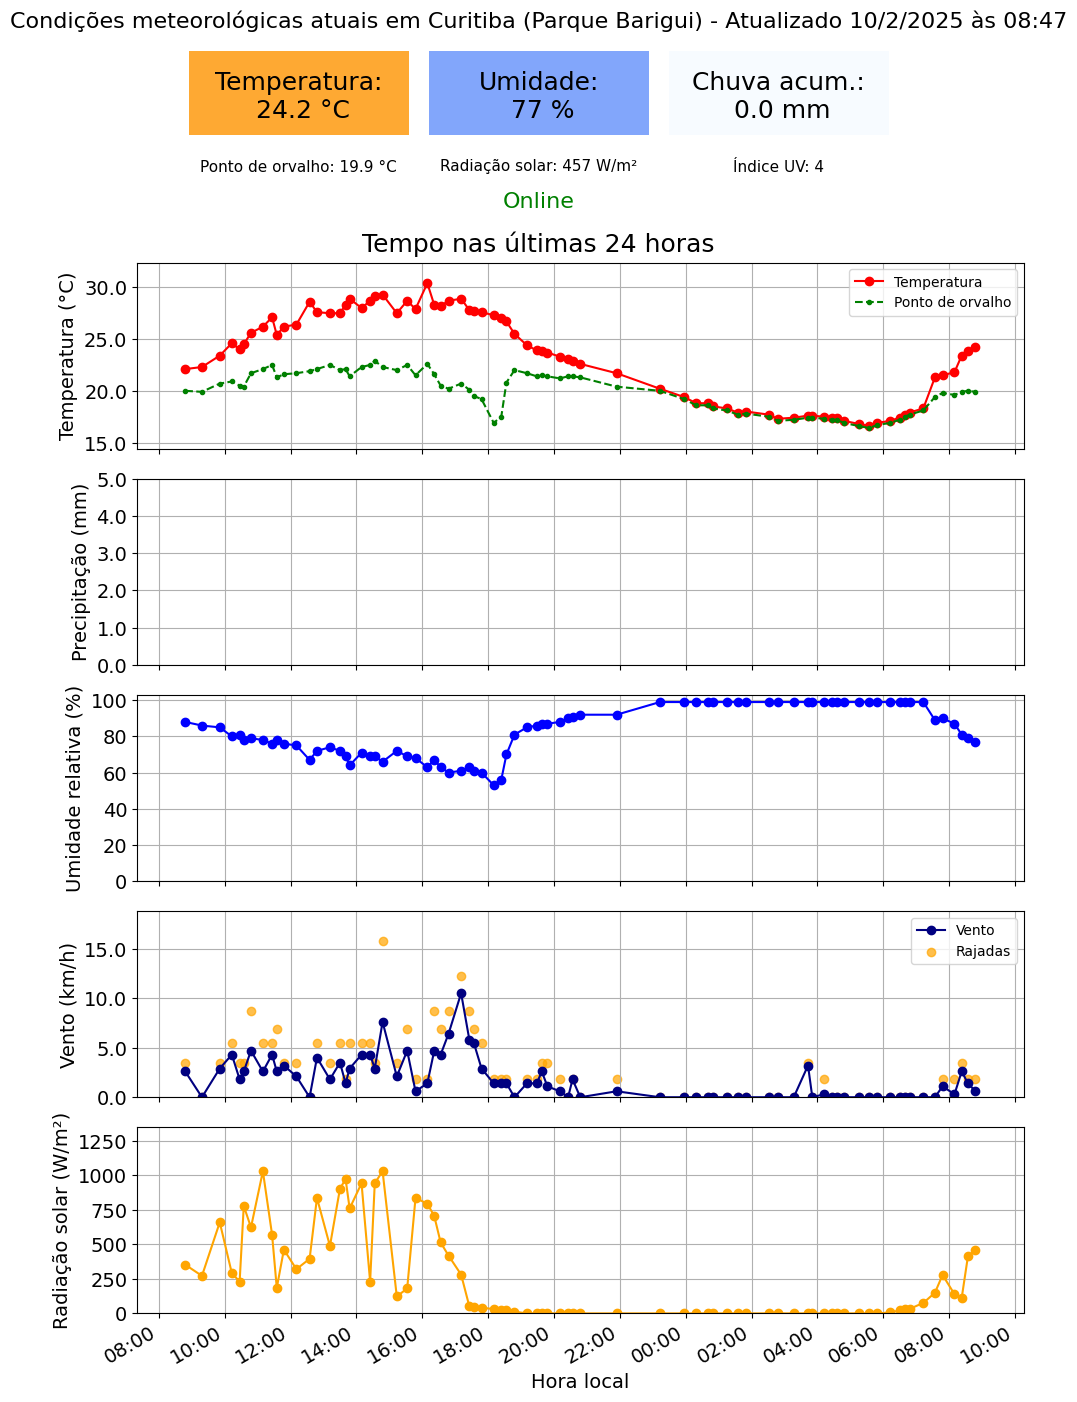 Condições meteorológicas atuais em Curitiba (Parque Barigui) - Atualizado 10/2/2025 às 08:47
Temperatura:
24.2 °C
Umidade:
77 %
Chuva acum.:
0.0 mm
Ponto de orvalho: 19.9 °C
Radiação solar: 457 W/m²
Índice UV: 4
Online
Tempo nas últimas 24 horas
Temperatura (°C)
30.0
25.0
20.0
15.0
Temperatura
Ponto de orvalho
Precipitação (mm)
5.0
4.0
3.0
2.0
1.0
0.0
Umidade relativa (%)
100
80
60
40
20
0
Vento (km/h)
15.0
10.0
5.0
0.0
Vento
Rajadas
Radiação solar (W/m²)
1250
1000
750
500
250
0
08:00
10:00
12:00
14:00
16:00
18:00
20:00
22:00
00:00
02:00
04:00
06:00
08:00
10:00
Hora local